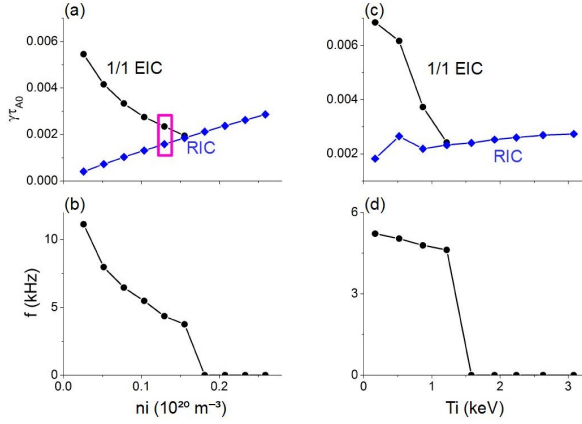 (a)
(c)
0.006
0.004
0.002
0.000
γτA0
1/1 EIC
RIC
0.006
0.004
0.002
1/1 EIC
RIC
(b)
(d)
10
5
0
f (kHz)
0.0
0.1
0.2
ni (10²⁰ m⁻³)
6
3
0
0
1
2
3
Ti (keV)